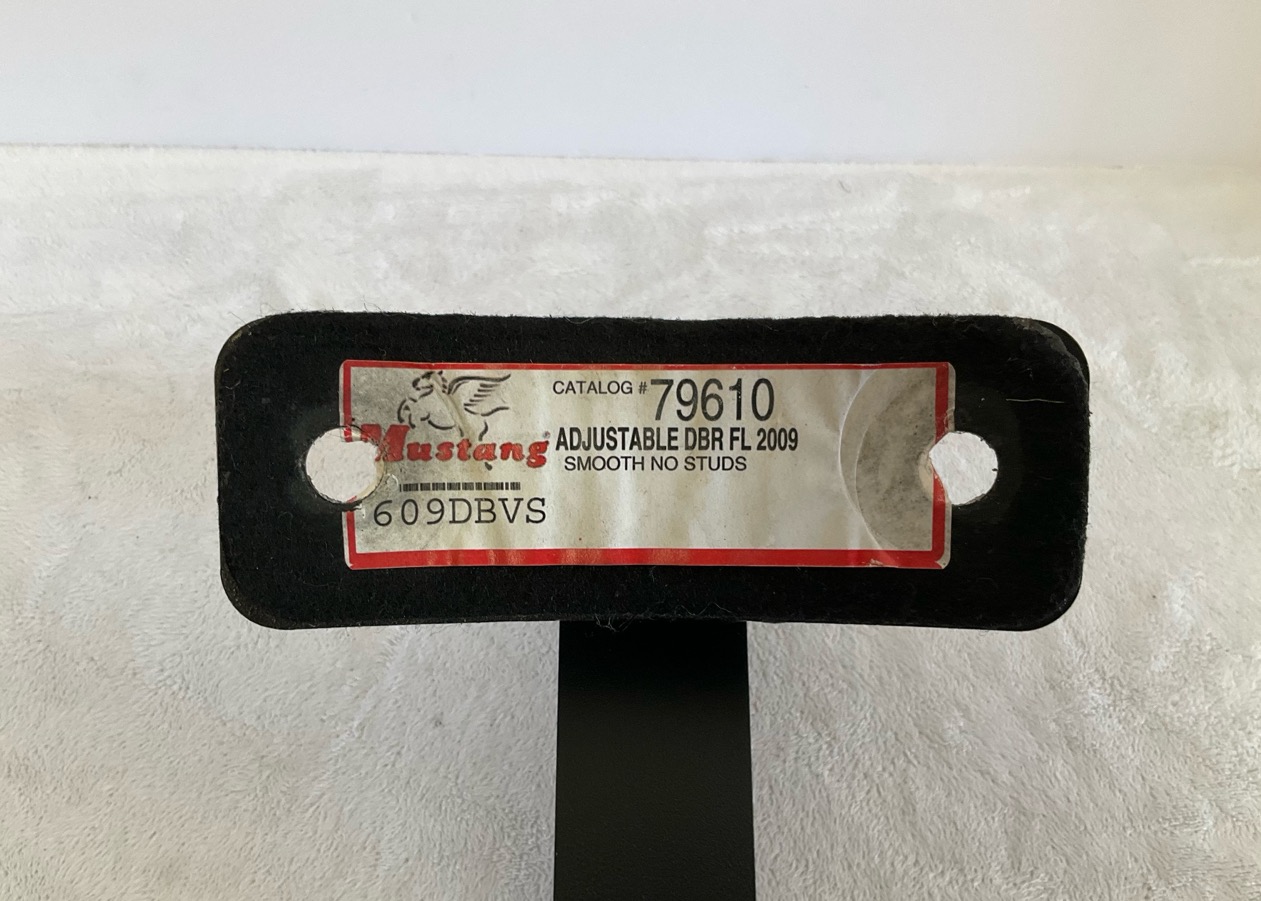 CATALOG # 79610
Mustang®
ADJUSTABLE DBR FL 2009
SMOOTH NO STUDS
609DBVS